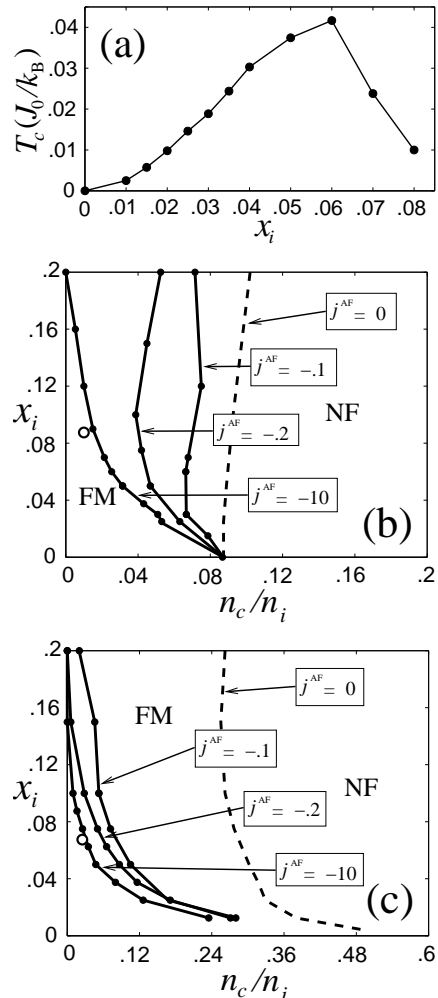 (a)
T_c (J_0/k_B)
.04
.03
.02
.01
0
0 .01 .02 .03 .04 .05 .06 .07 .08
x_i
.2
.16
.12
.08
.04
0
x_i
j^AF = 0
j^AF = -.1
NF
j^AF = -.2
FM
j^AF = -10
(b)
0 .04 .08 .12 .16 .2
n_c/n_i
.2
.16
.12
.08
.04
0
x_i
j^AF = 0
FM
j^AF = -.1
NF
j^AF = -.2
j^AF = -10
(c)
0 .12 .24 .36 .48 .6
n_c/n_i